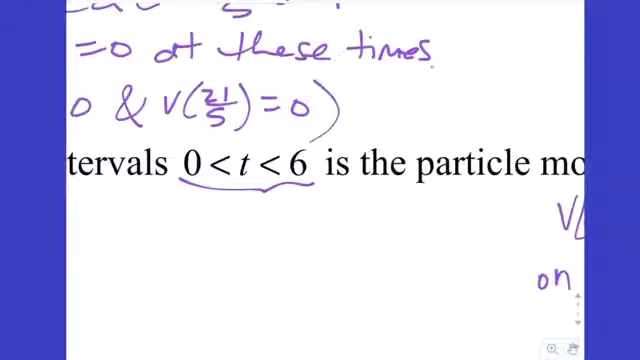 =0 at these times
0 & v(21/5)=0)
tervals 0 < t < 6 is the particle mo
V(
on